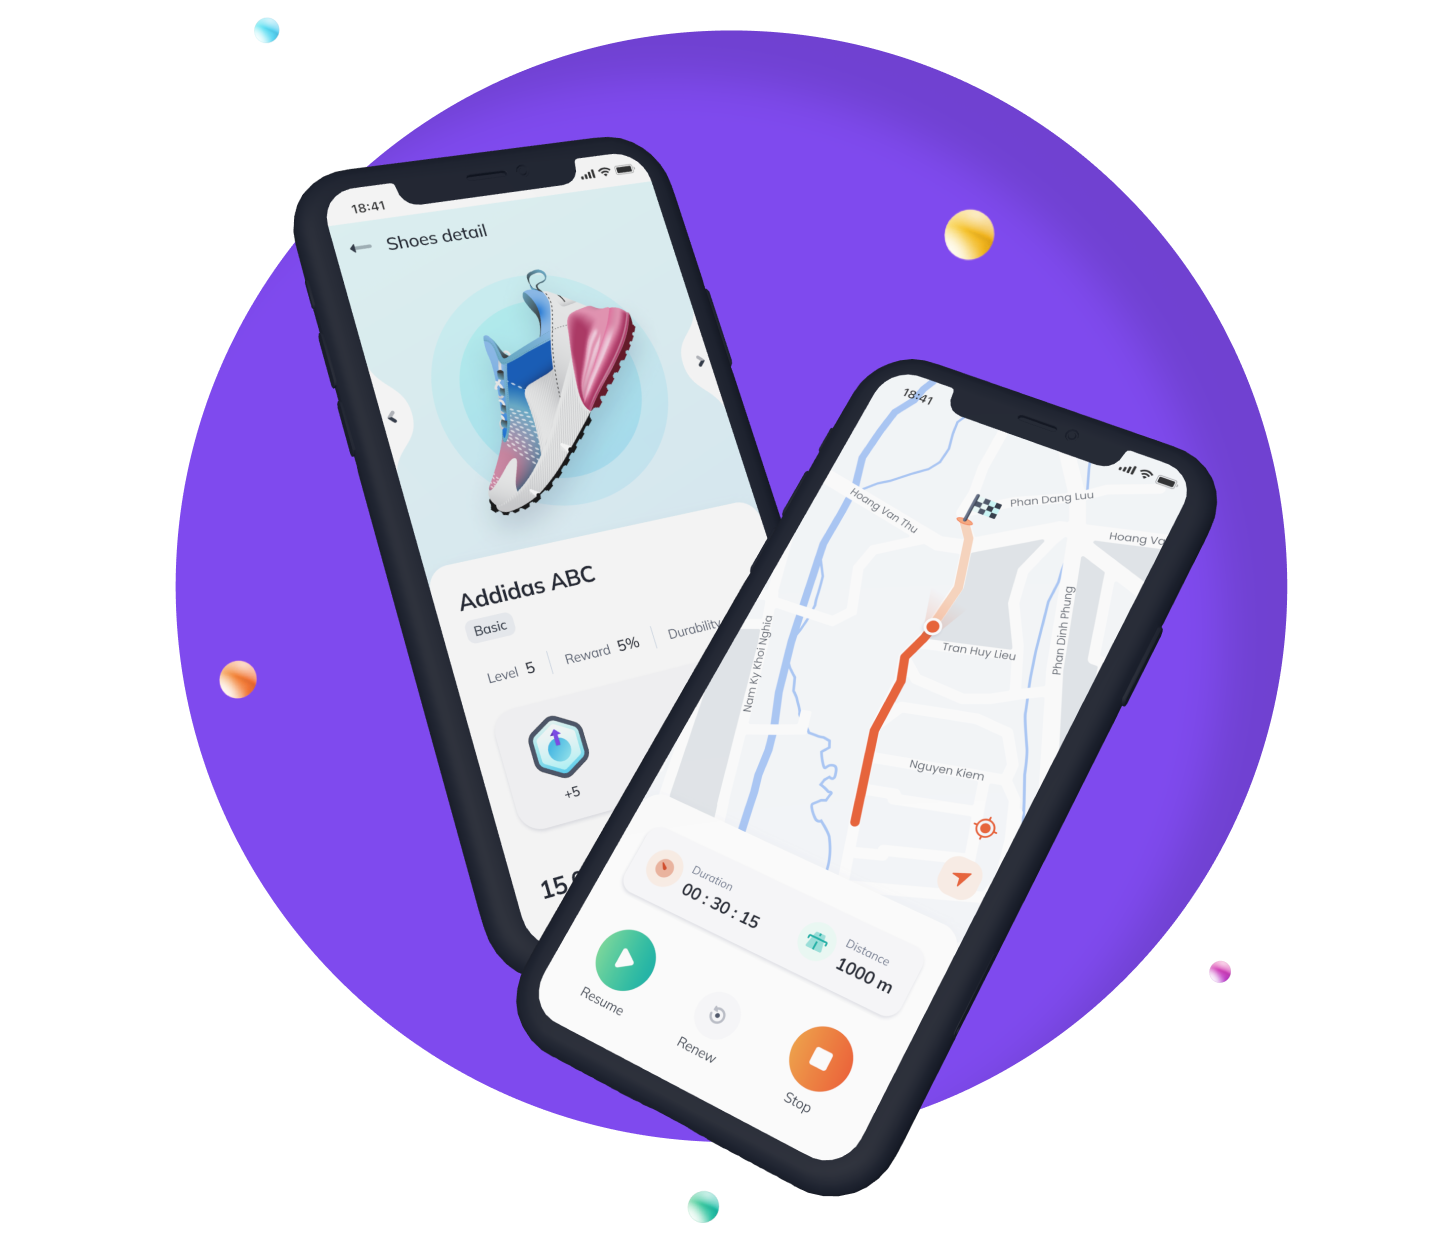 18:41
Shoes detail
Addidas ABC
Basic
Level 5
Reward 5%
Durability
+5
18:41
Hoang Van Thu
Phan Dang Luu
Hoang
Nam Ky Khoi Nghia
Tran Huy Lieu
Phan Dinh Phung
Nguyen Kiem
Duration
00 : 30 : 15
Distance
1000 m
Resume
Renew
Stop